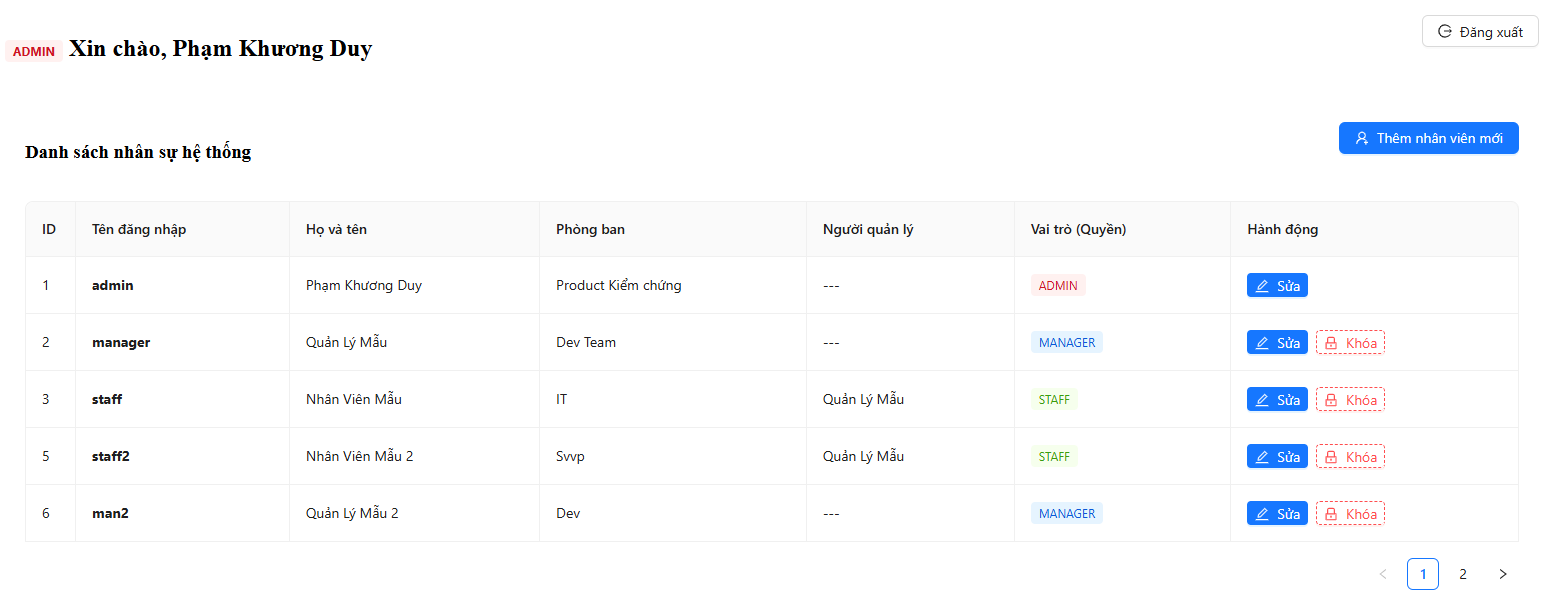 Đăng xuất
ADMIN Xin chào, Phạm Khương Duy
Thêm nhân viên mới
Danh sách nhân sự hệ thống
ID Tên đăng nhập Họ và tên Phòng ban Người quản lý Vai trò (Quyền) Hành động
1 admin Phạm Khương Duy Product Kiểm chứng --- ADMIN Sửa
2 manager Quản Lý Mẫu Dev Team --- MANAGER Sửa Khóa
3 staff Nhân Viên Mẫu IT Quản Lý Mẫu STAFF Sửa Khóa
5 staff2 Nhân Viên Mẫu 2 Svvp Quản Lý Mẫu STAFF Sửa Khóa
6 man2 Quản Lý Mẫu 2 Dev --- MANAGER Sửa Khóa
< 1 2 >